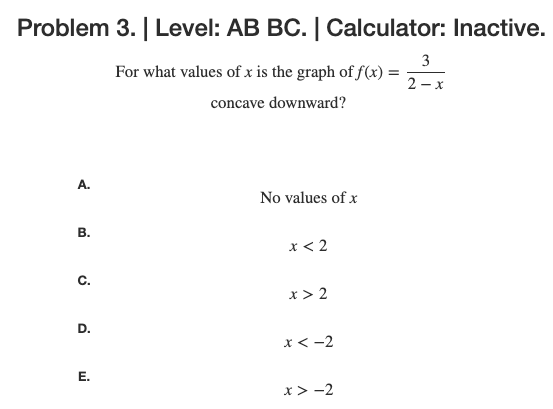 Problem 3. | Level: AB BC. | Calculator: Inactive.
For what values of x is the graph of f(x) = 3 / (2 − x)
concave downward?
A.
No values of x
B.
x < 2
C.
x > 2
D.
x < −2
E.
x > −2